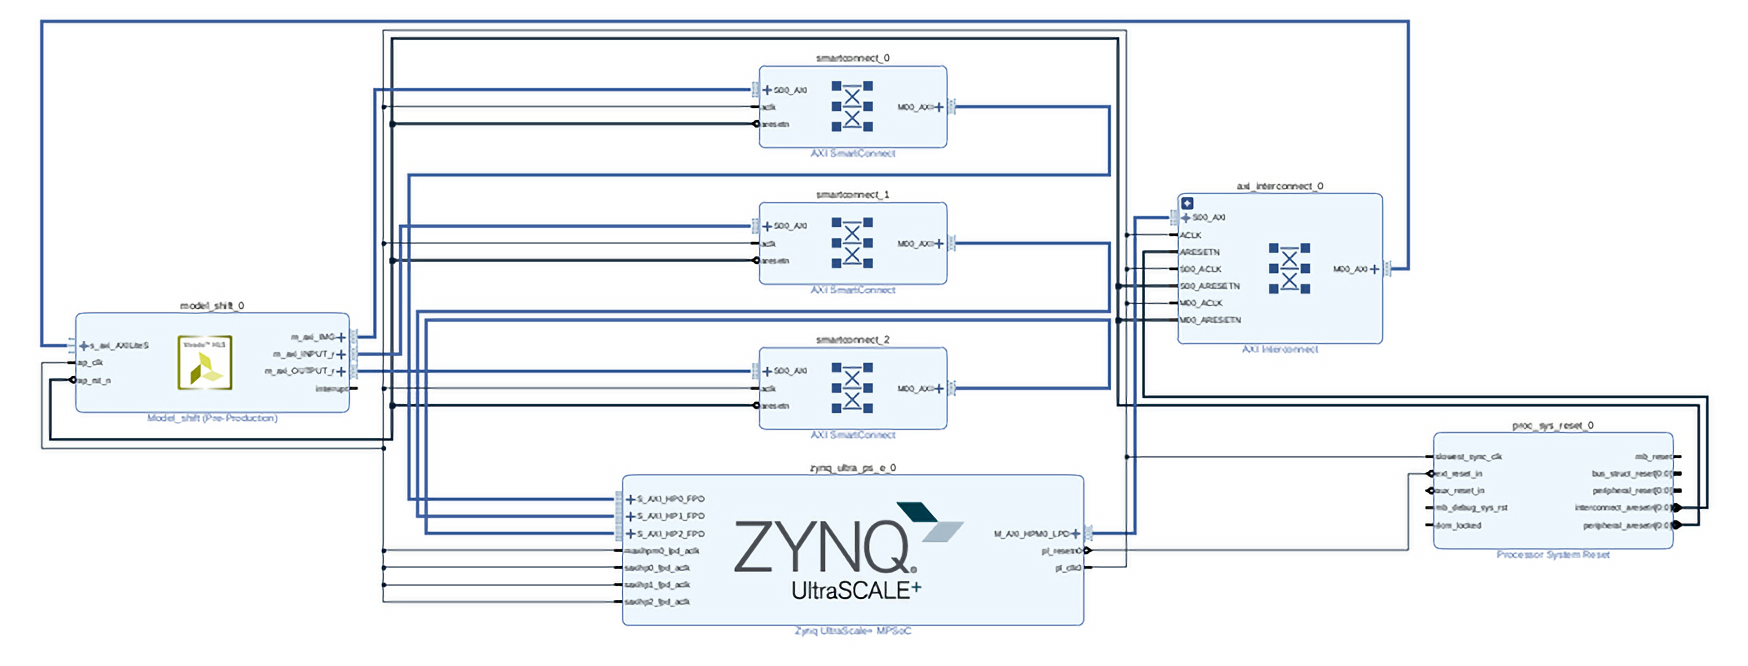 smartconnect_0
S00_AXI
aclk
aresetn
M00_AXI
AXI SmartConnect
smartconnect_1
S00_AXI
aclk
aresetn
M00_AXI
AXI SmartConnect
axi_interconnect_0
S00_AXI
ACLK
ARESETN
S00_ACLK
S00_ARESETN
M00_ACLK
M00_ARESETN
M00_AXI
AXI Interconnect
model_shift_0
s_axi_AXILiteS
ap_clk
ap_rst_n
Vivado™ HLS
m_axi_IMG
m_axi_INPUT_r
m_axi_OUTPUT_r
interrupt
Model_shift (Pre-Production)
smartconnect_2
S00_AXI
aclk
aresetn
M00_AXI
AXI SmartConnect
zynq_ultra_ps_e_0
S_AXI_HP0_FPD
S_AXI_HP1_FPD
S_AXI_HP2_FPD
maxihpm0_lpd_aclk
saxihp0_fpd_aclk
saxihp1_fpd_aclk
saxihp2_fpd_aclk
ZYNQ
UltraSCALE+
M_AXI_HPM0_LPD
pl_resetn0
pl_clk0
Zynq UltraScale+ MPSoC
proc_sys_reset_0
slowest_sync_clk
ext_reset_in
aux_reset_in
mb_debug_sys_rst
dcm_locked
mb_reset
bus_struct_reset[0:0]
peripheral_reset[0:0]
interconnect_aresetn[0:0]
peripheral_aresetn[0:0]
Processor System Reset